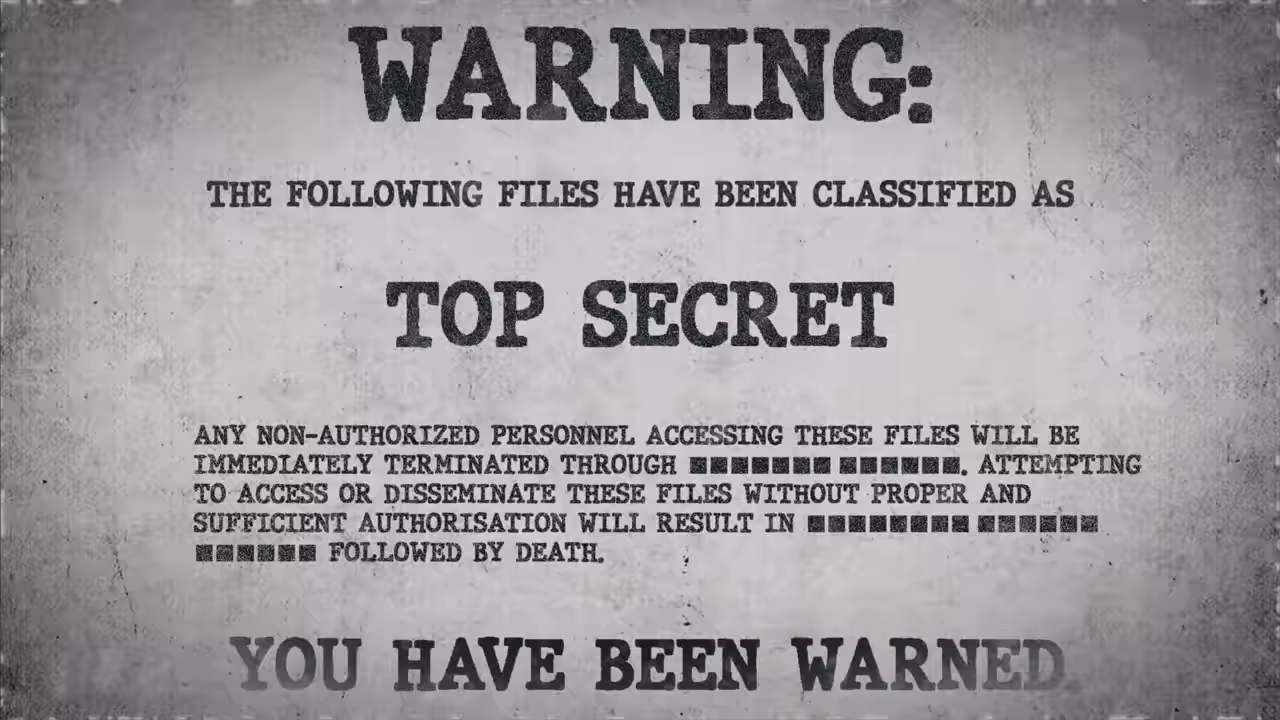 WARNING:
THE FOLLOWING FILES HAVE BEEN CLASSIFIED AS
TOP SECRET
ANY NON-AUTHORIZED PERSONNEL ACCESSING THESE FILES WILL BE
IMMEDIATELY TERMINATED THROUGH ■■■■■■■ ■■■■■■. ATTEMPTING
TO ACCESS OR DISSEMINATE THESE FILES WITHOUT PROPER AND
SUFFICIENT AUTHORISATION WILL RESULT IN ■■■■■■■■ ■■■■■■
■■■■■■ FOLLOWED BY DEATH.
YOU HAVE BEEN WARNED.